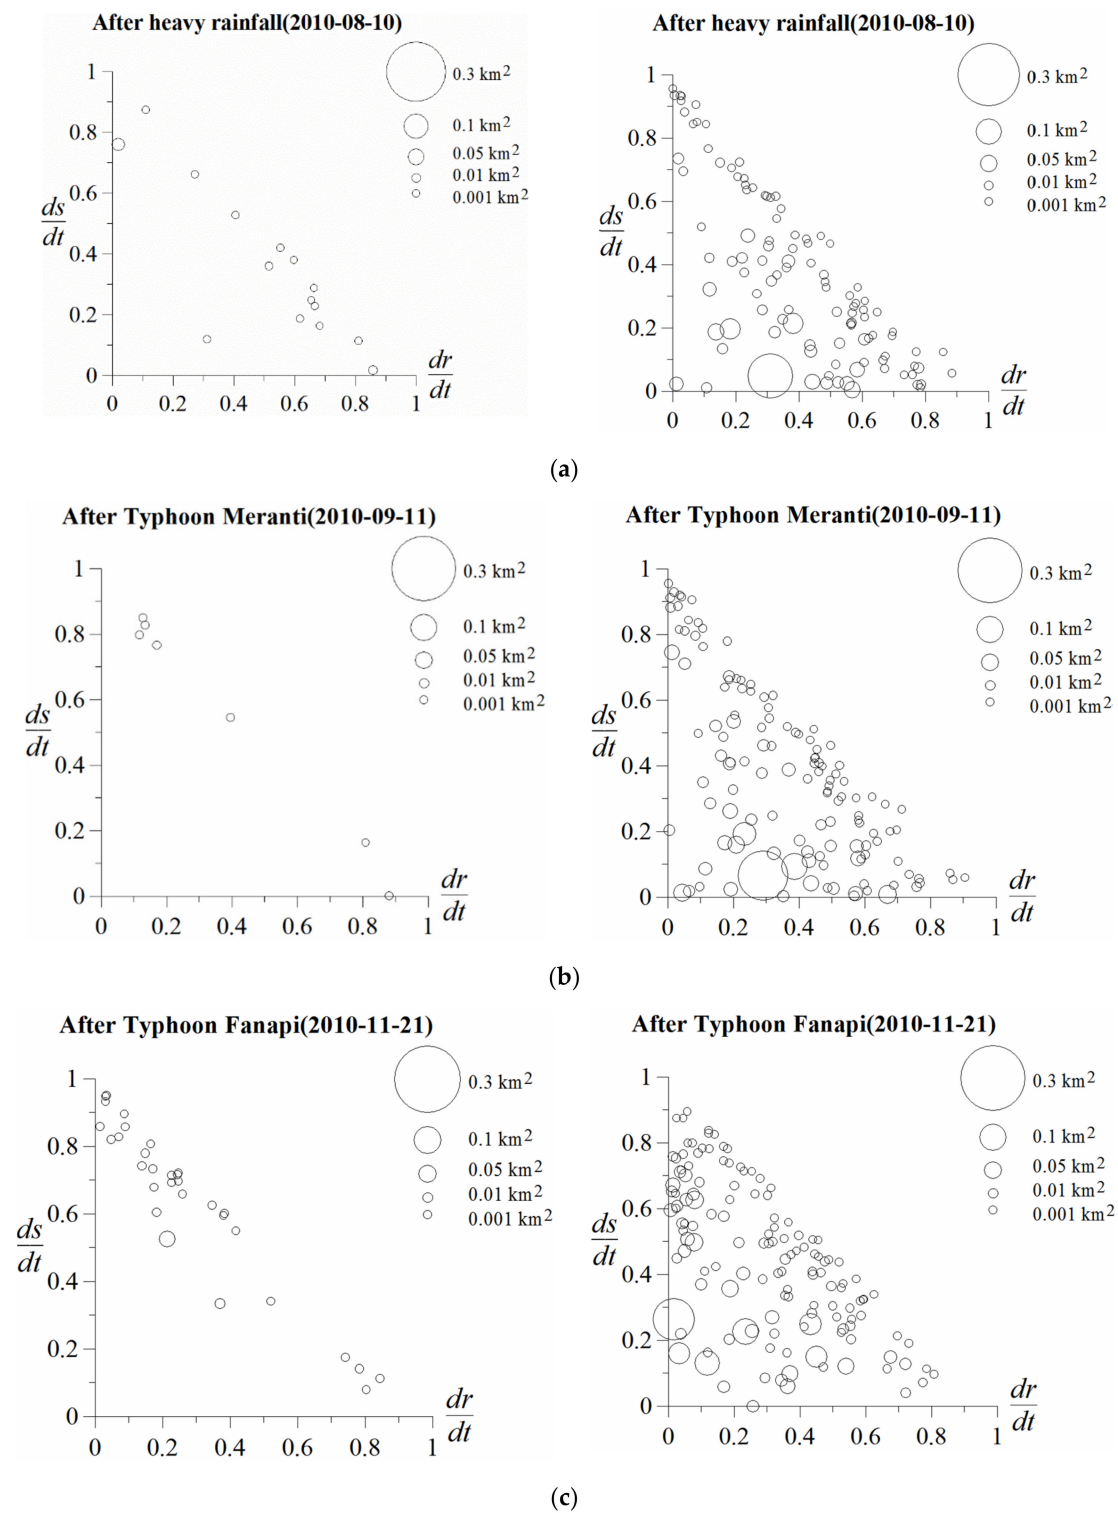 After heavy rainfall(2010-08-10)
0.3 km2
0.1 km2
0.05 km2
0.01 km2
0.001 km2
1
0.8
0.6
0.4
0.2
0
ds
dt
0 0.2 0.4 0.6 0.8 1
dr
dt
After heavy rainfall(2010-08-10)
0.3 km2
0.1 km2
0.05 km2
0.01 km2
0.001 km2
1
0.8
0.6
0.4
0.2
0
ds
dt
0 0.2 0.4 0.6 0.8 1
dr
dt
(a)
After Typhoon Meranti(2010-09-11)
0.3 km2
0.1 km2
0.05 km2
0.01 km2
0.001 km2
1
0.8
0.6
0.4
0.2
0
ds
dt
0 0.2 0.4 0.6 0.8 1
dr
dt
After Typhoon Meranti(2010-09-11)
0.3 km2
0.1 km2
0.05 km2
0.01 km2
0.001 km2
1
0.8
0.6
0.4
0.2
0
ds
dt
0 0.2 0.4 0.6 0.8 1
dr
dt
(b)
After Typhoon Fanapi(2010-11-21)
0.3 km2
0.1 km2
0.05 km2
0.01 km2
0.001 km2
1
0.8
0.6
0.4
0.2
0
ds
dt
0 0.2 0.4 0.6 0.8 1
dr
dt
After Typhoon Fanapi(2010-11-21)
0.3 km2
0.1 km2
0.05 km2
0.01 km2
0.001 km2
1
0.8
0.6
0.4
0.2
0
ds
dt
0 0.2 0.4 0.6 0.8 1
dr
dt
(c)